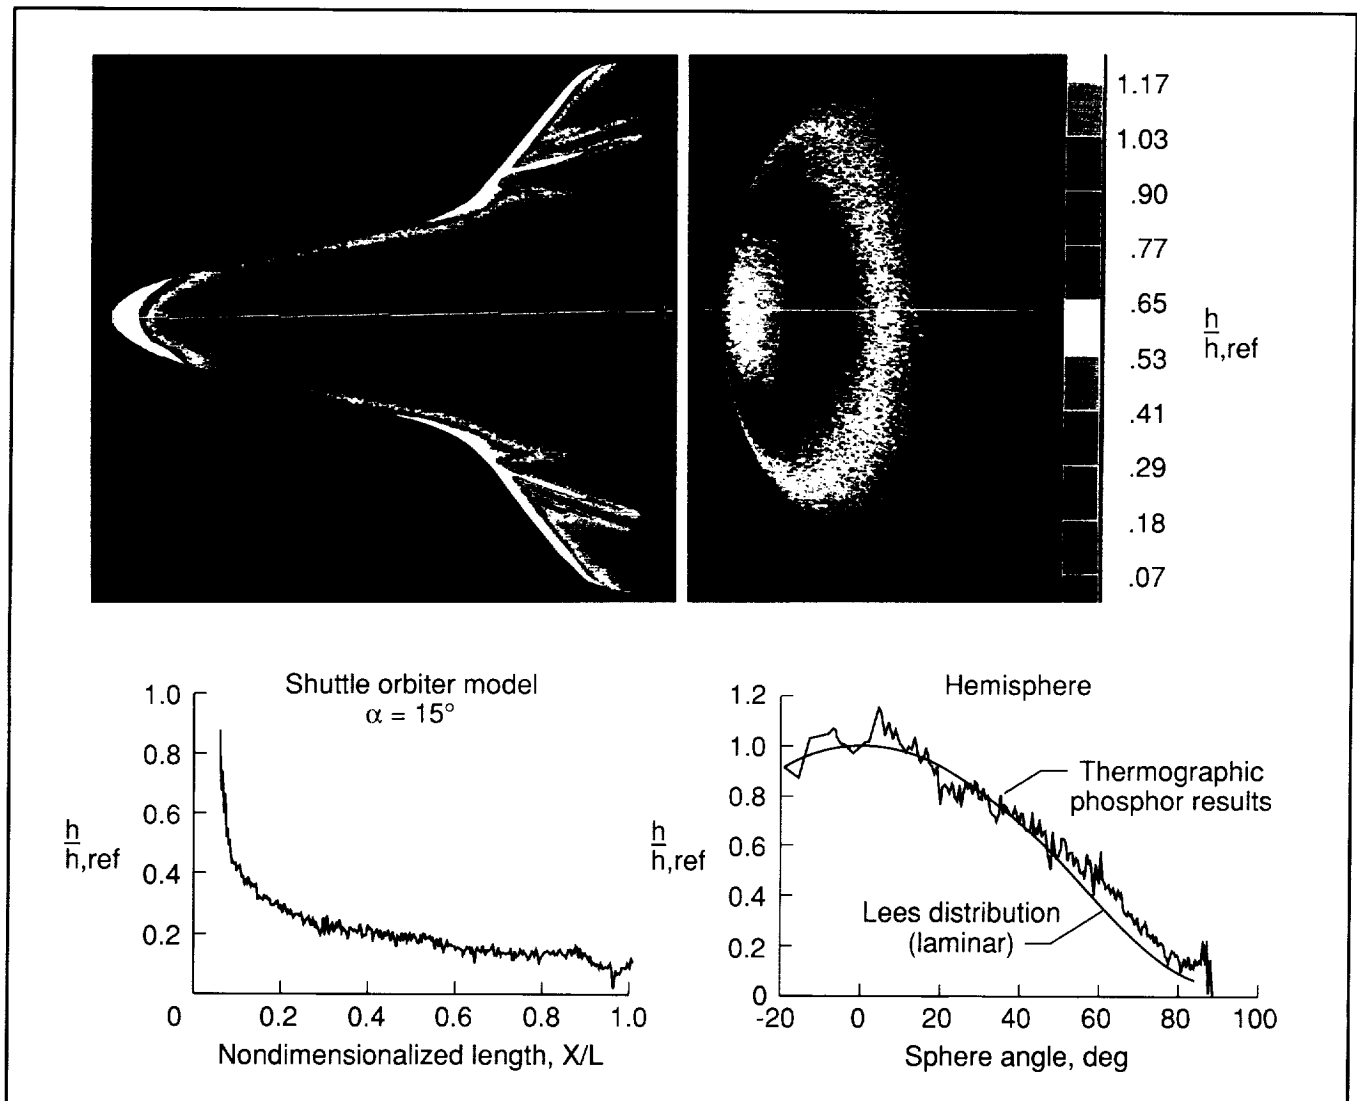 1.17
1.03
.90
.77
.65
.53
.41
.29
.18
.07
h
h,ref
Shuttle orbiter model
α = 15°
1.0
0.8
0.6
0.4
0.2
h
h,ref
0 0.2 0.4 0.6 0.8 1.0
Nondimensionalized length, X/L
Hemisphere
1.2
1.0
0.8
0.6
0.4
0.2
0
h
h,ref
Thermographic
phosphor results
Lees distribution
(laminar)
-20 0 20 40 60 80 100
Sphere angle, deg